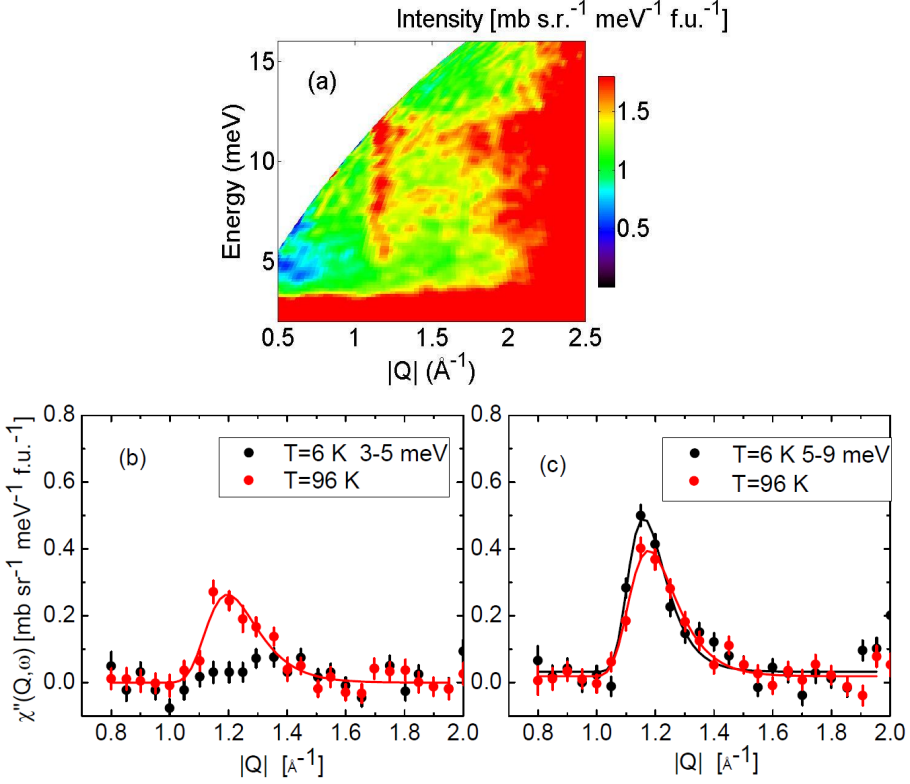 Intensity [mb s.r.⁻¹ meV⁻¹ f.u.⁻¹]
(a)
15
10
5
Energy (meV)
0.5 1 1.5 2 2.5
|Q| (Å⁻¹)
1.5
1
0.5
(b)
T=6 K 3-5 meV
T=96 K
0.8
0.6
0.4
0.2
0.0
χ"(Q,ω) [mb sr⁻¹ meV⁻¹ f.u.⁻¹]
0.8 1.0 1.2 1.4 1.6 1.8 2.0
|Q| [Å⁻¹]
(c)
T=6 K 5-9 meV
T=96 K
0.8
0.6
0.4
0.2
0.0
0.8 1.0 1.2 1.4 1.6 1.8 2.0
|Q| [Å⁻¹]